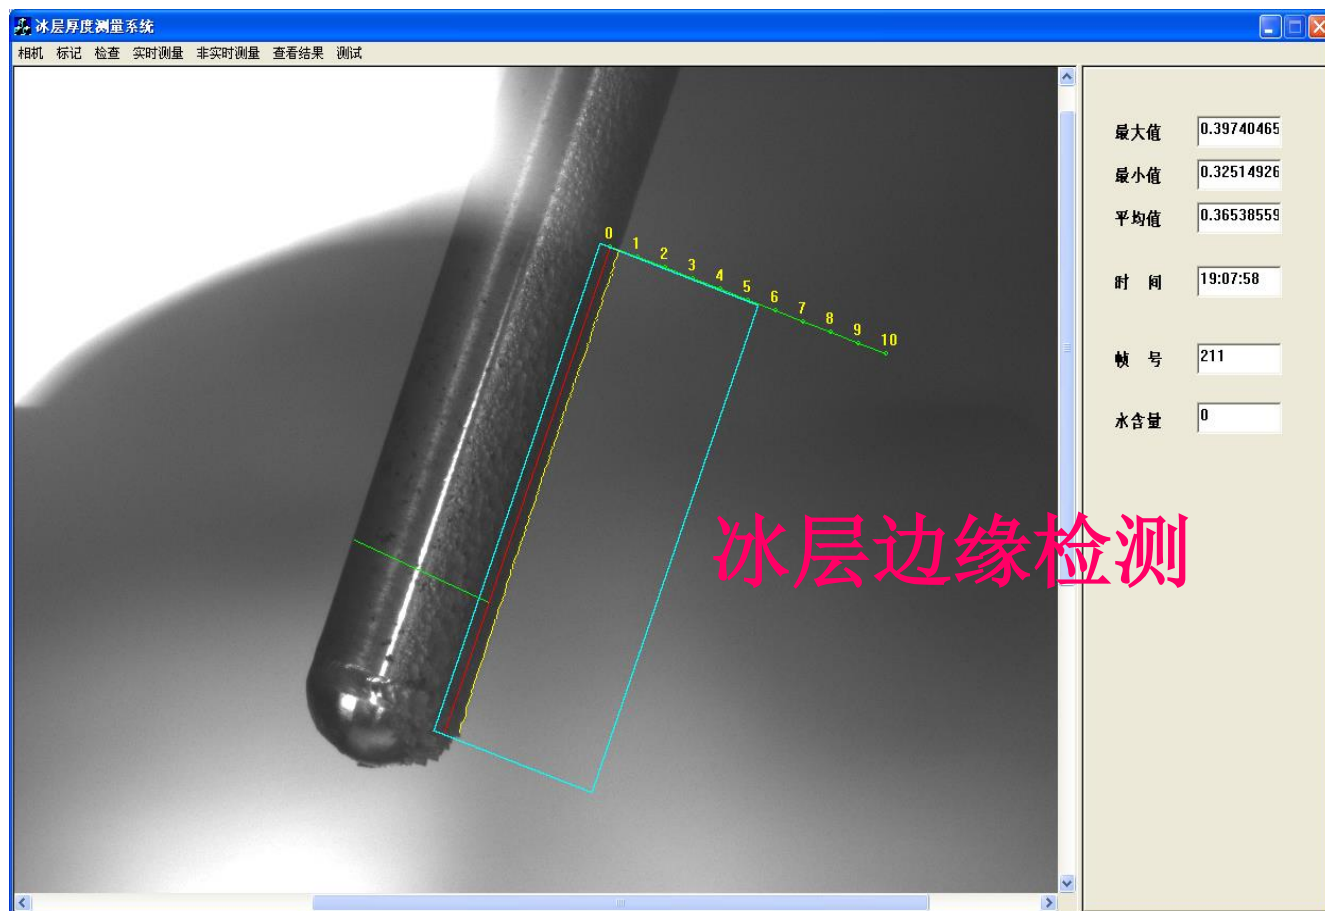 冰层厚度测量系统
相机 标记 检查 实时测量 非实时测量 查看结果 测试
最大值 0.39740465
最小值 0.32514926
平均值 0.36538559
时 间 19:07:58
帧 号 211
水含量 0
0 1 2 3 4 5 6 7 8 9 10
冰层边缘检测